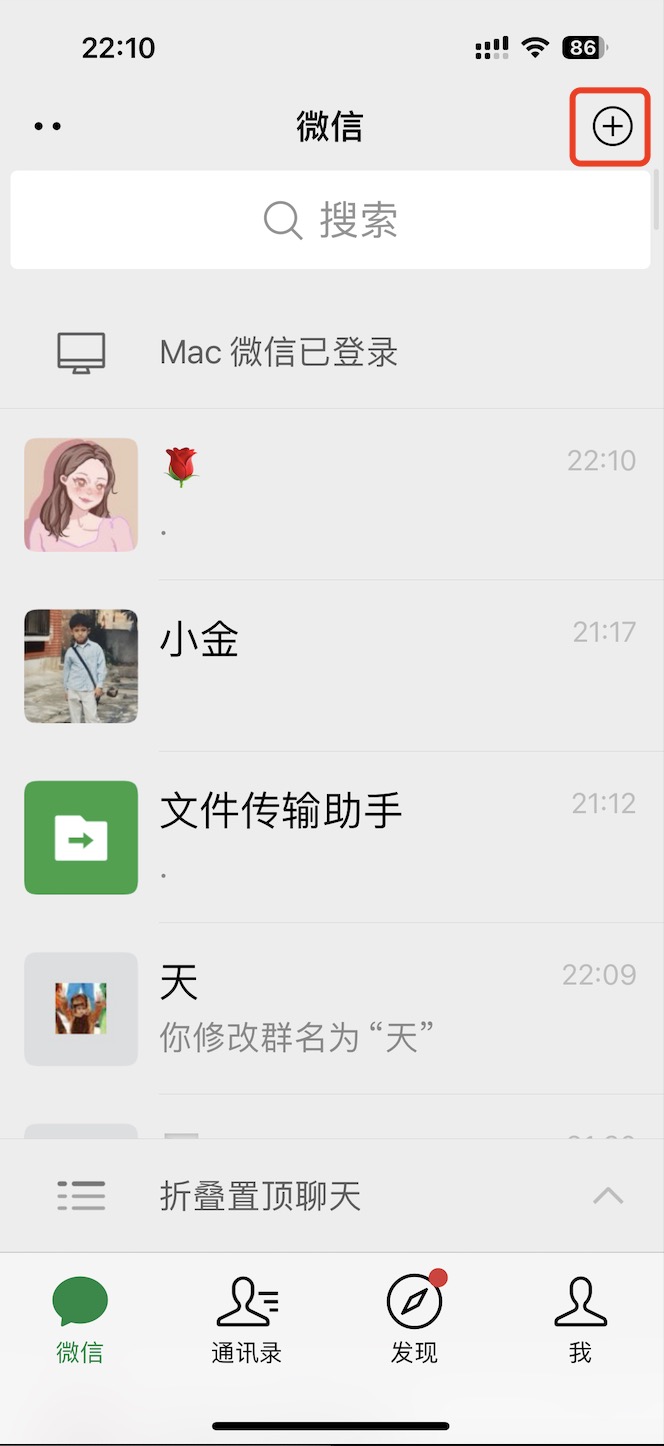 22:10
86
微信
搜索
Mac 微信已登录
🌹
22:10
.
小金
21:17
文件传输助手
21:12
.
天
22:09
你修改群名为“天”
折叠置顶聊天
微信
通讯录
发现
我